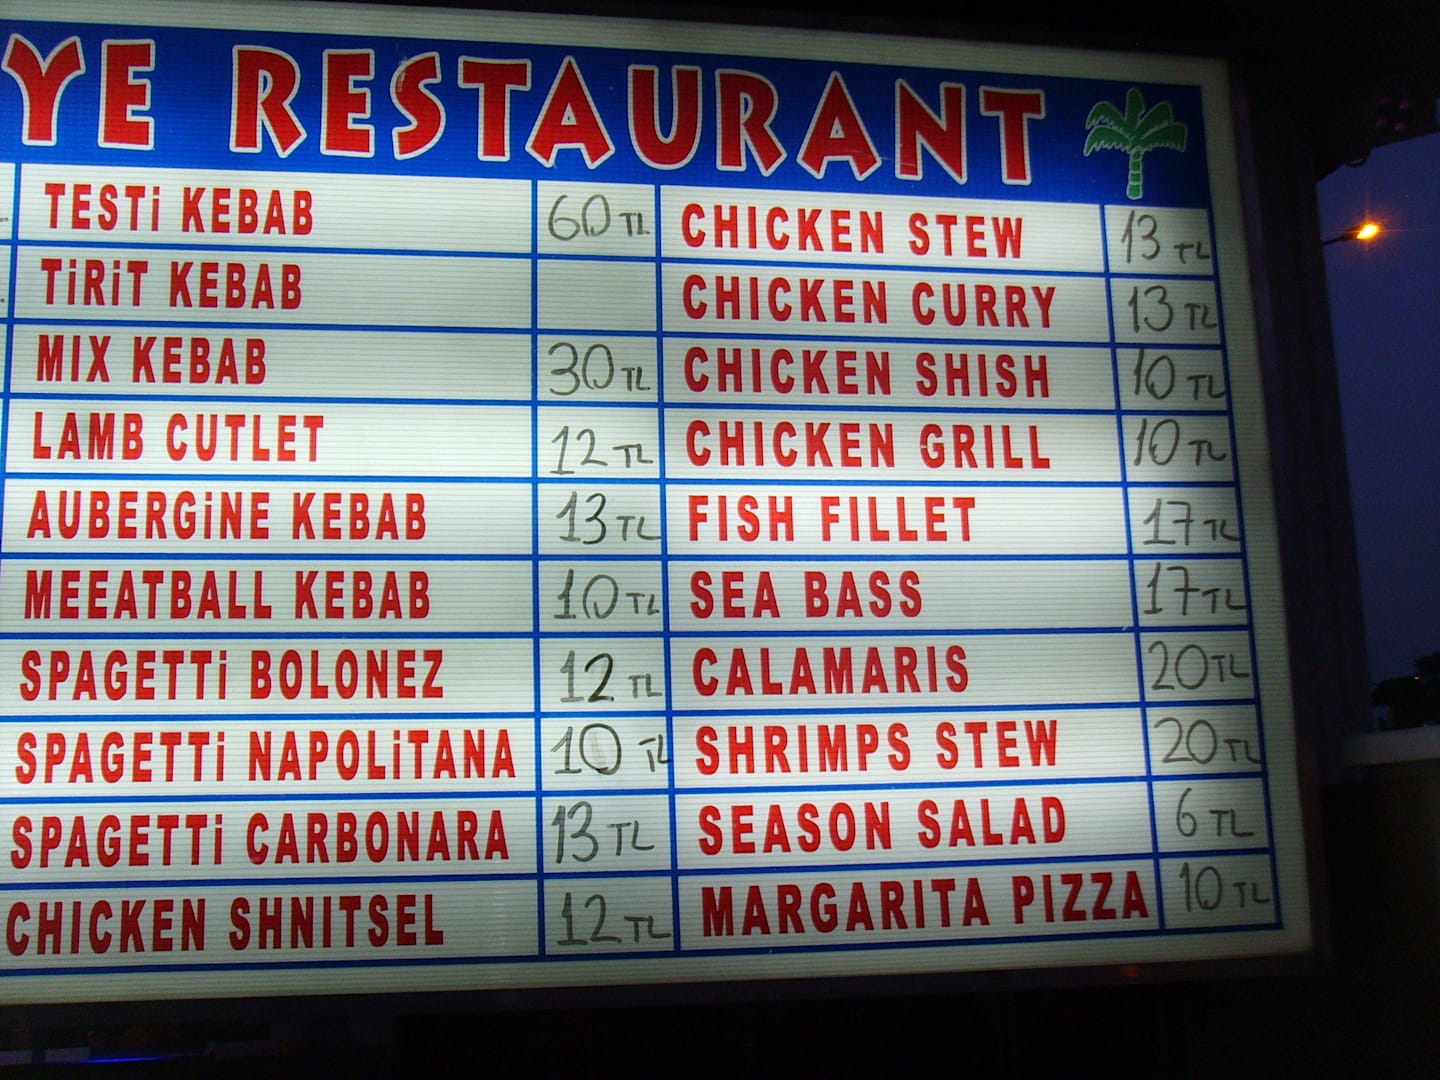 YE RESTAURANT
TESTi KEBAB 60 TL CHICKEN STEW 13 TL
TiRiT KEBAB CHICKEN CURRY 13 TL
MIX KEBAB 30 TL CHICKEN SHISH 10 TL
LAMB CUTLET 12 TL CHICKEN GRILL 10 TL
AUBERGiNE KEBAB 13 TL FISH FILLET 17 TL
MEEATBALL KEBAB 10 TL SEA BASS 17 TL
SPAGETTi BOLONEZ 12 TL CALAMARIS 20 TL
SPAGETTi NAPOLiTANA 10 TL SHRIMPS STEW 20 TL
SPAGETTi CARBONARA 13 TL SEASON SALAD 6 TL
CHICKEN SHNITSEL 12 TL MARGARITA PIZZA 10 TL